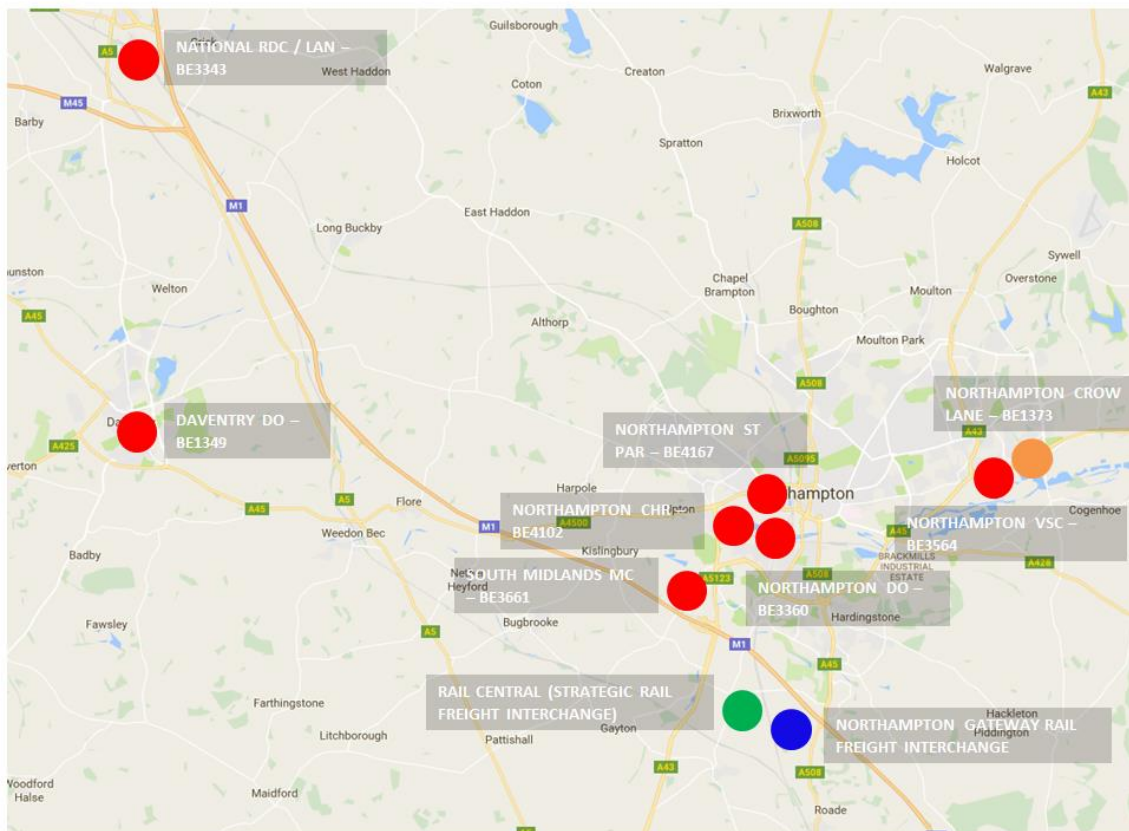 Guilsborough
Crick
A5
NATIONAL RDC / LAN –
BE3343
West Haddon
Creaton
Walgrave
Coton
A43
M45
Barby
Brixworth
Spratton
Holcot
M1
East Haddon
Long Buckby
A508
Sywell
Chapel
Brampton
Overstone
Welton
Moulton
Boughton
A45
Althorp
Moulton Park
A508
NORTHAMPTON CROW
LANE – BE1373
DAVENTRY DO –
BE1349
NORTHAMPTON ST
PAR – BE4167
A43
A425
A5095
Harpole
hampton
A5
Flore
A45
NORTHAMPTON CHR –
BE4102
A4500
M1
Cogenhoe
Weedon Bec
NORTHAMPTON VSC –
BE3564
A45
Kislingbury
BRACKMILLS
INDUSTRIAL
ESTATE
A428
Badby
Heyford
SOUTH MIDLANDS MC
– BE3661
A5123
A508
NORTHAMPTON DO –
BE3360
Bugbrooke
Hardingstone
Fawsley
A5
M1
A45
RAIL CENTRAL (STRATEGIC RAIL
FREIGHT INTERCHANGE)
Farthingstone
Hackleton
Piddington
NORTHAMPTON GATEWAY RAIL
FREIGHT INTERCHANGE
Gayton
Litchborough
Pattishall
A43
A508
Woodford
Halse
Maidford
Roade